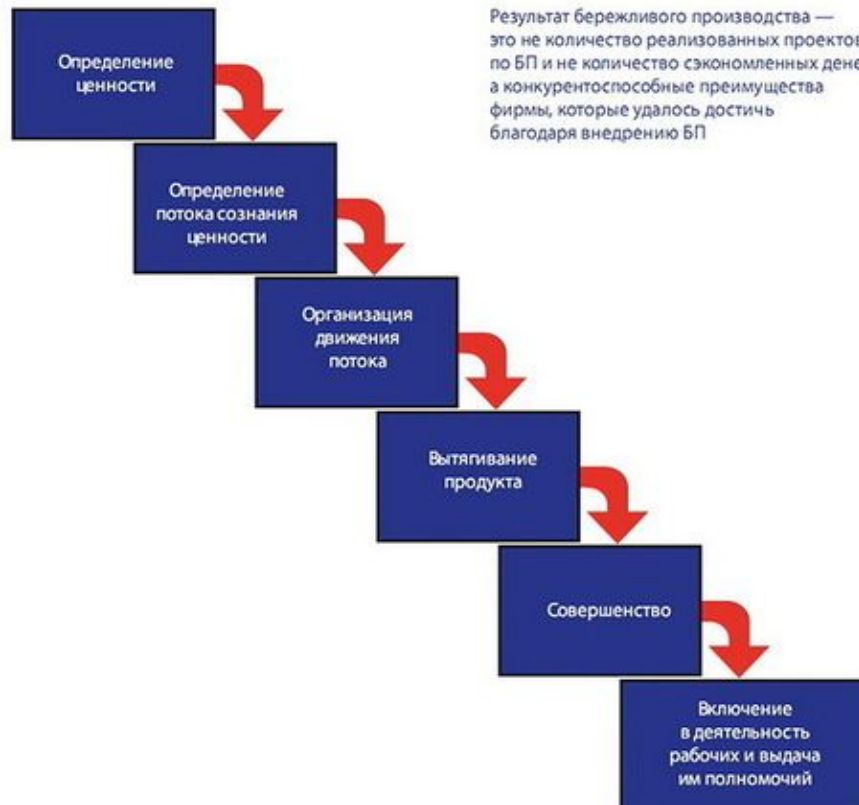 Определение
ценности
Результат бережливого производства —
это не количество реализованных проектов
по БП и не количество сэкономленных дене
а конкурентоспособные преимущества
фирмы, которые удалось достичь
благодаря внедрению БП
Определение
потока сознания
ценности
Организация
движения
потока
Вытягивание
продукта
Совершенство
Включение
в деятельность
рабочих и выдача
им полномочий